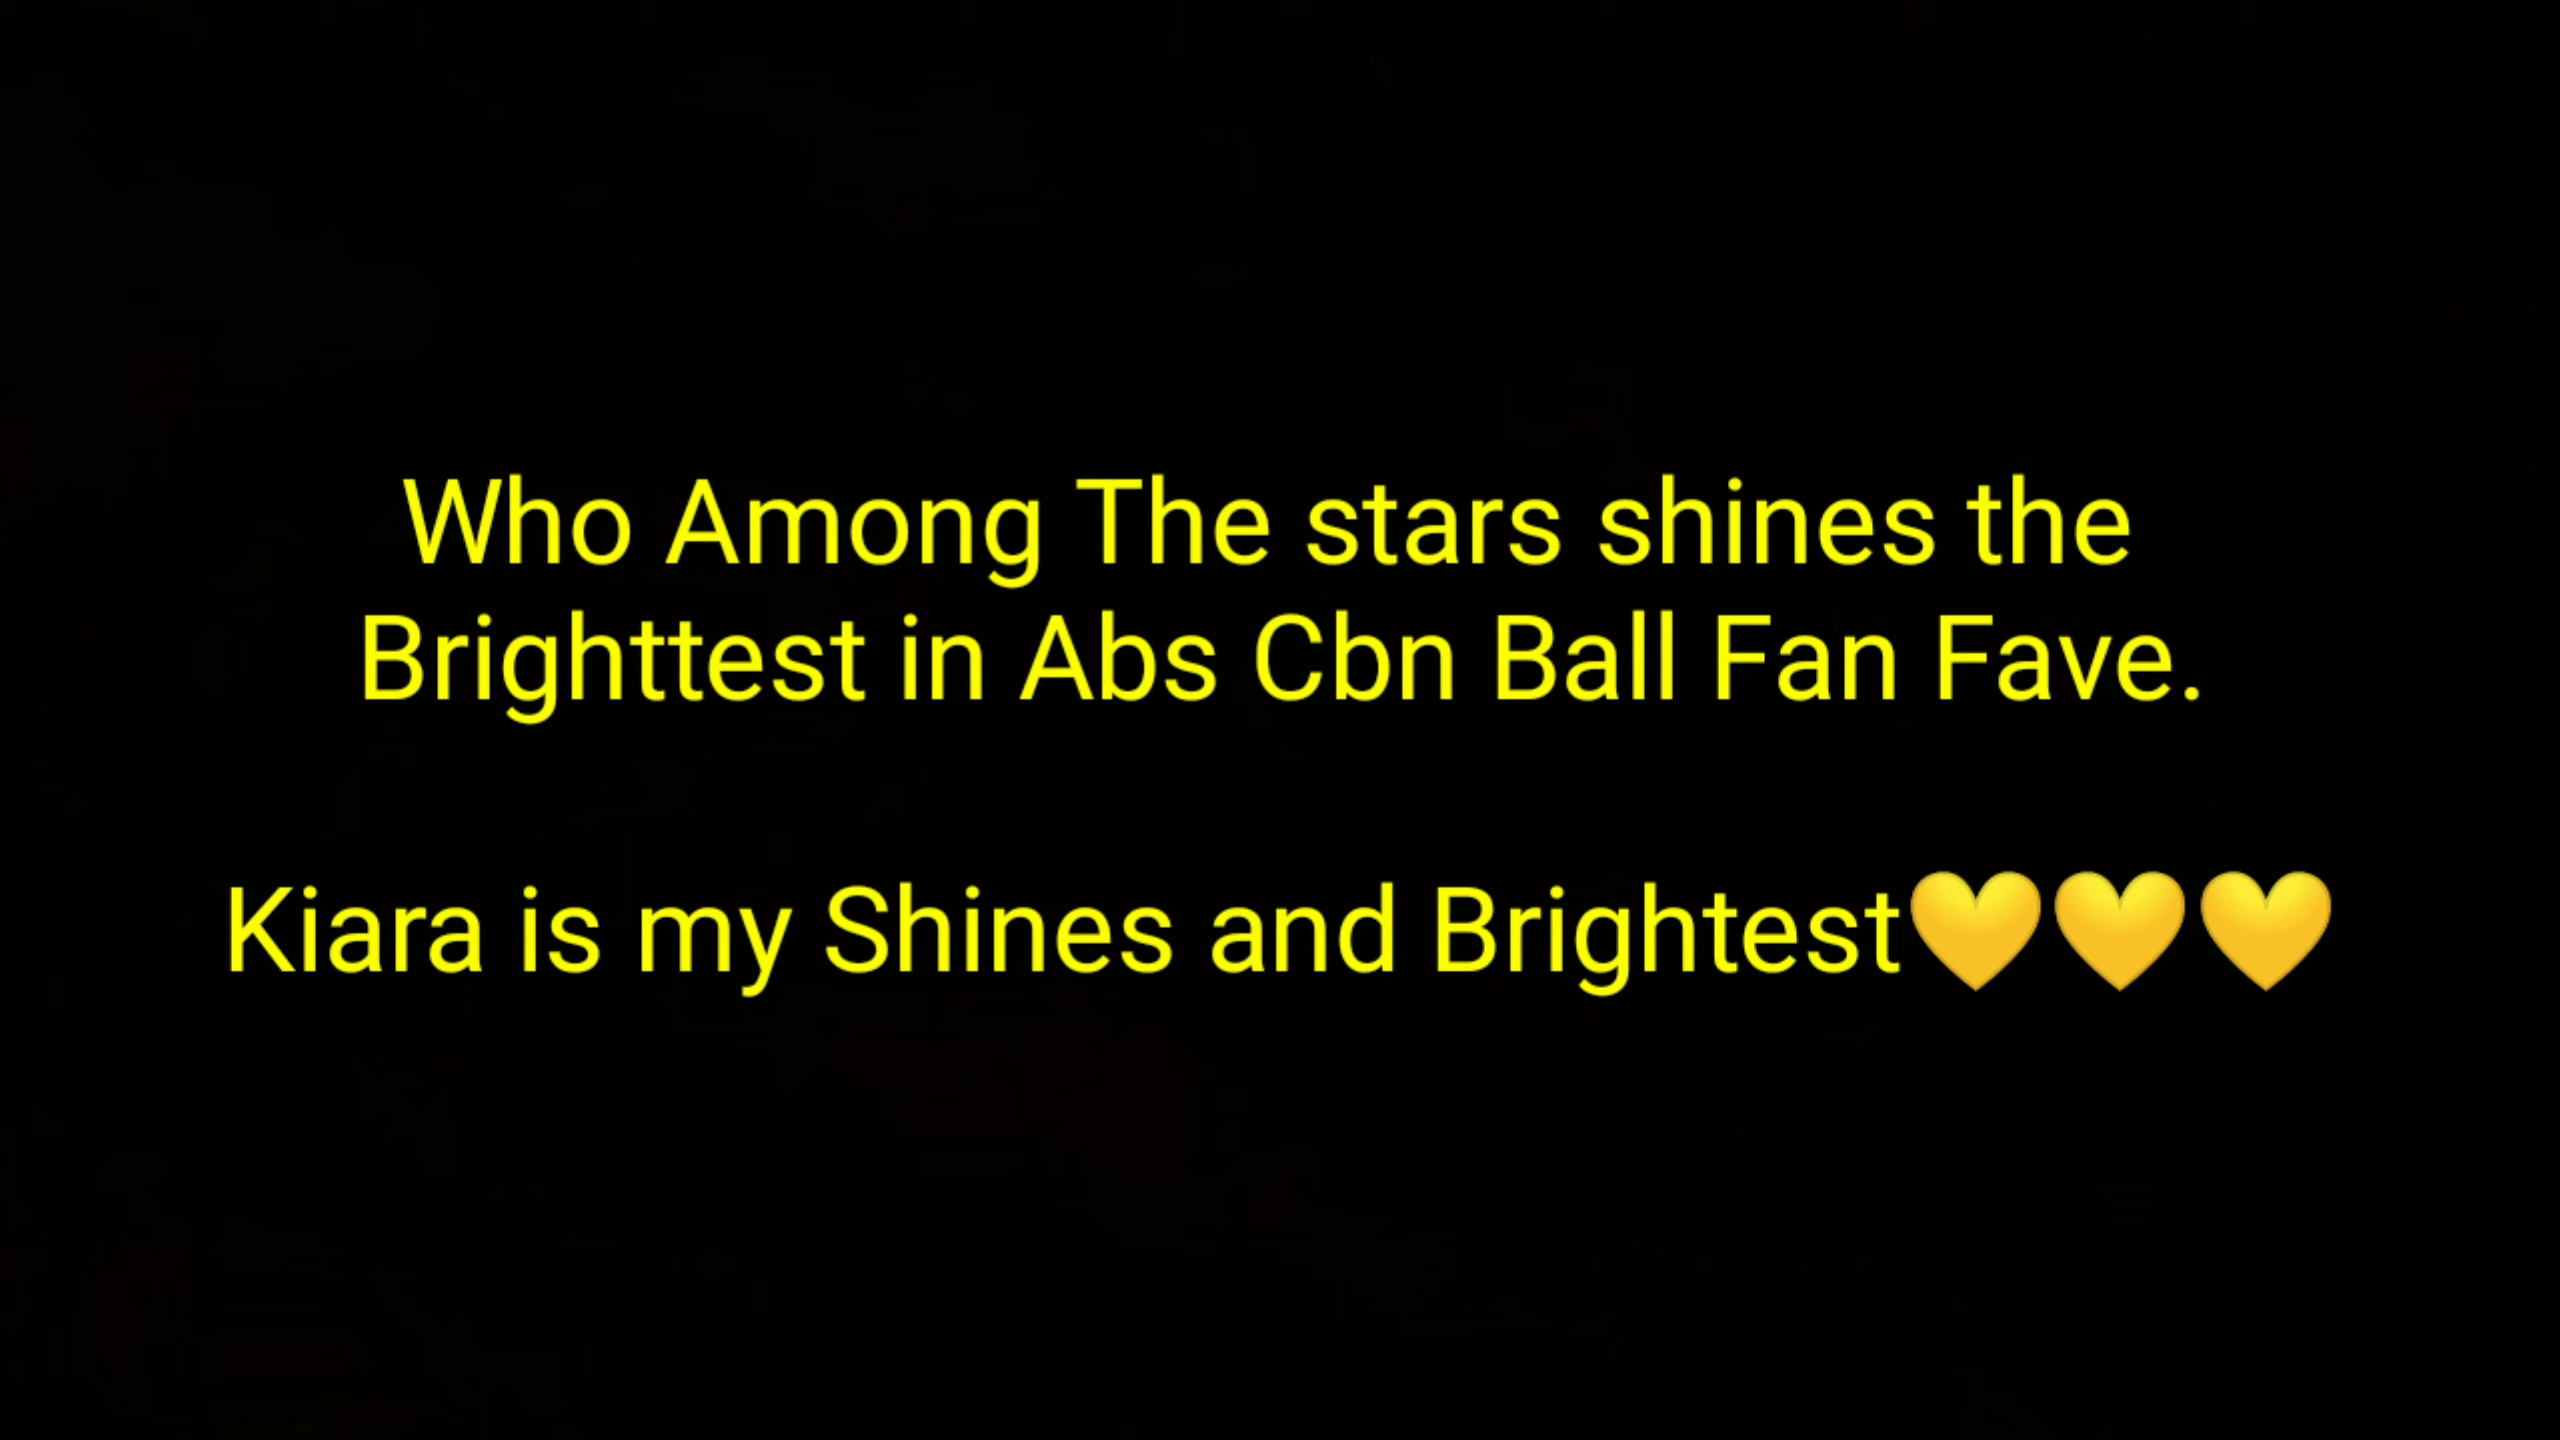 Who Among The stars shines the
Brighttest in Abs Cbn Ball Fan Fave.
Kiara is my Shines and Brightest💛💛💛